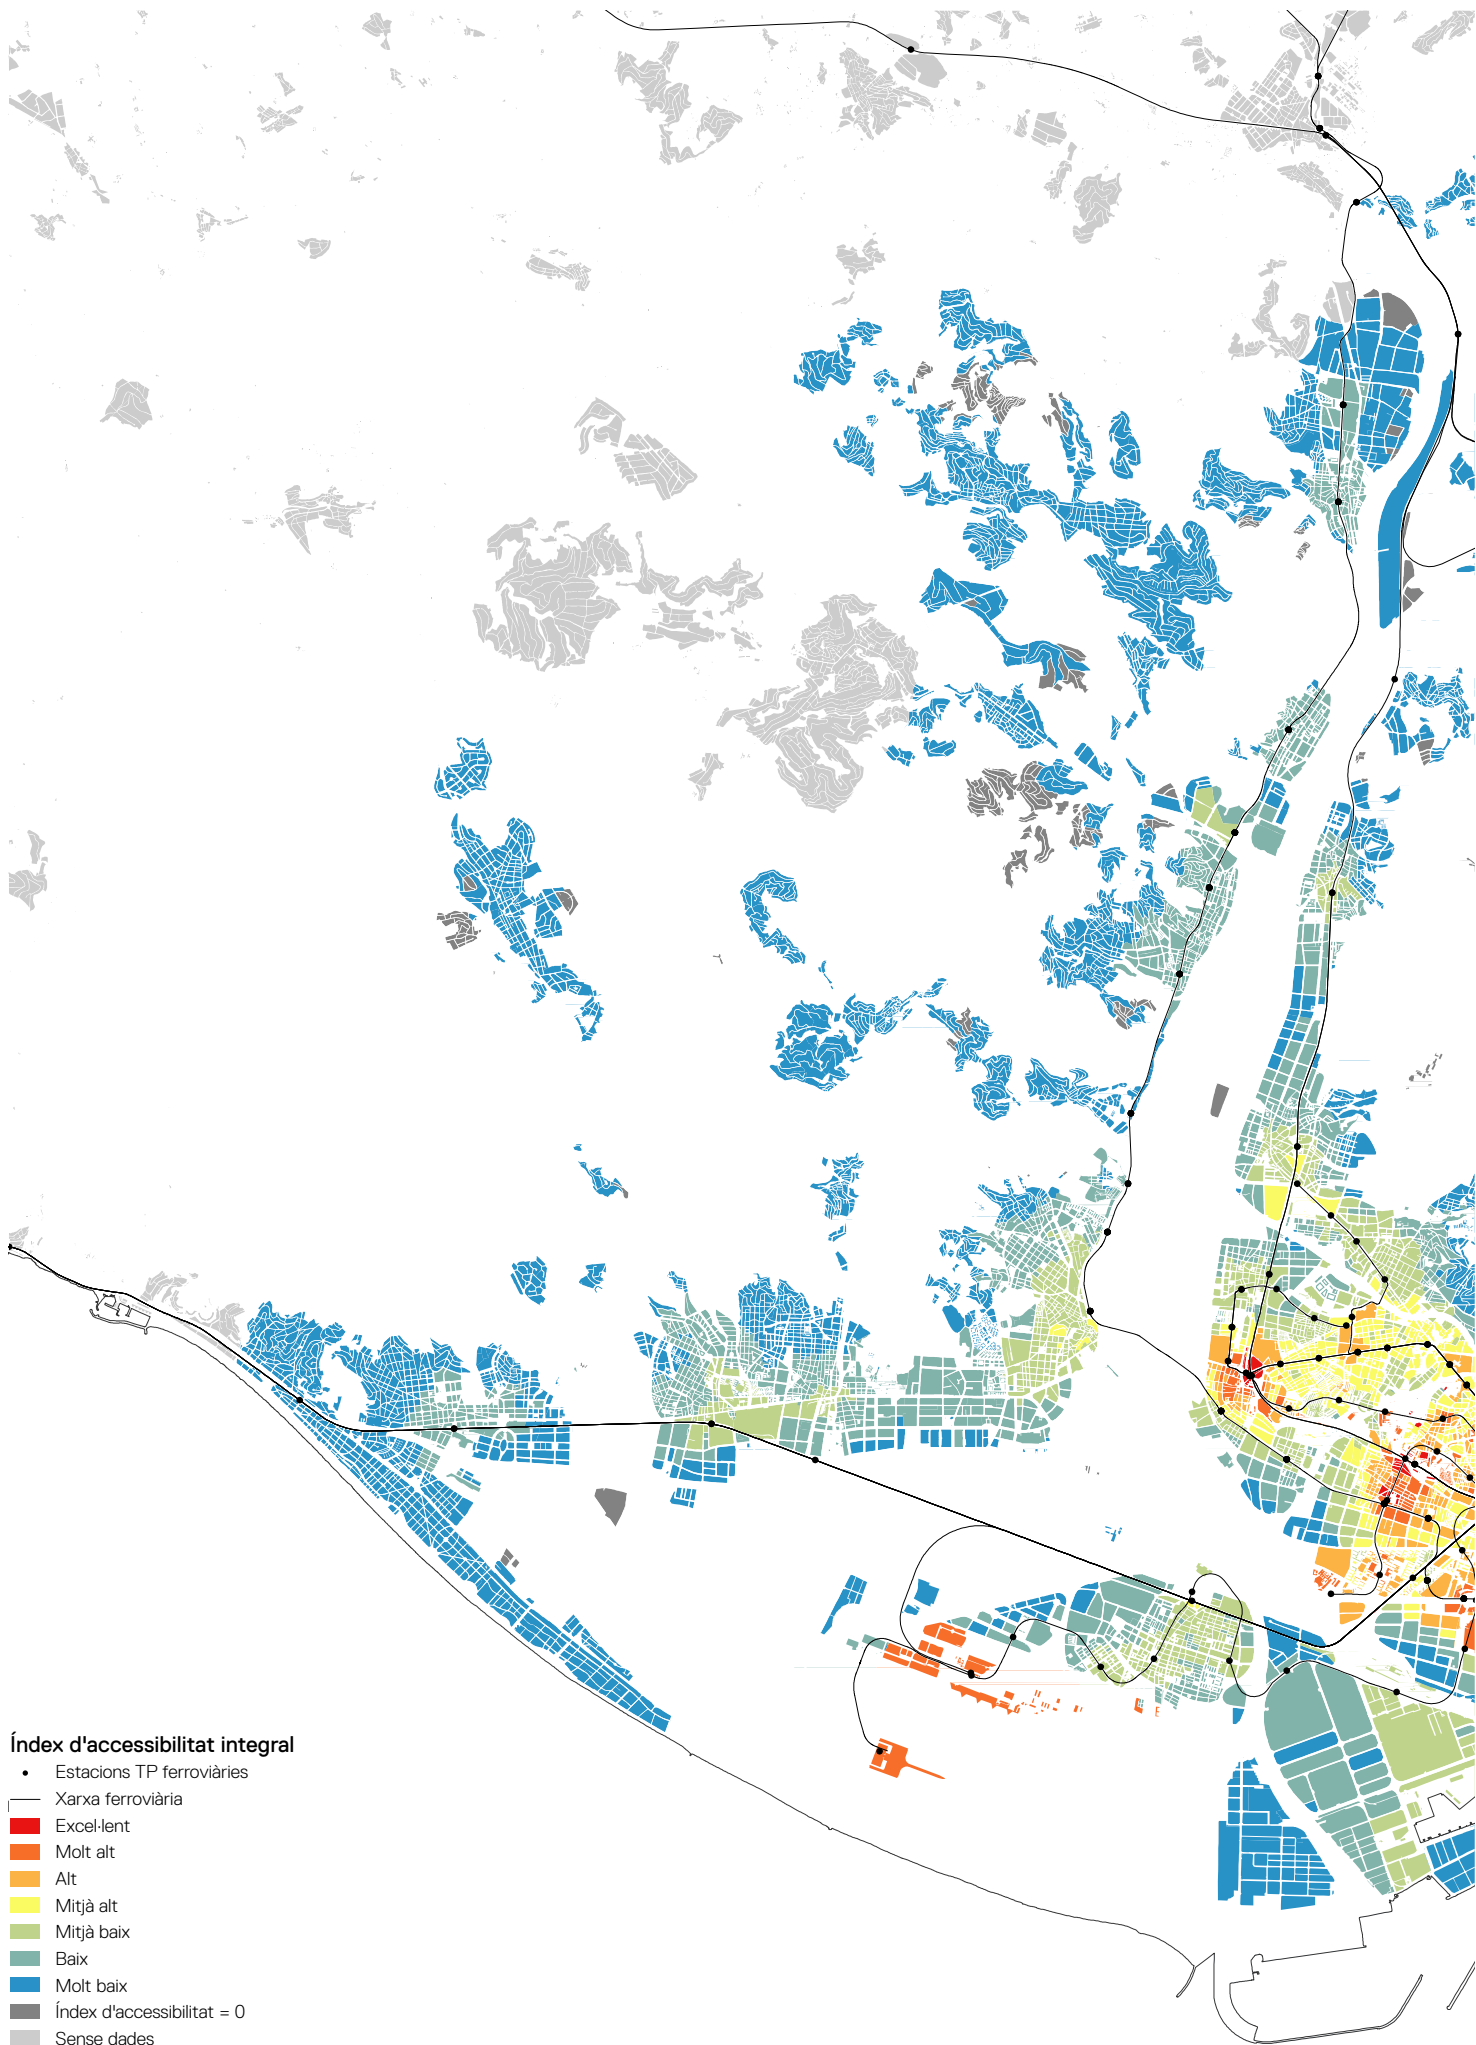 Índex d'accessibilitat integral
Estacions TP ferroviàries
Xarxa ferroviària
Excel·lent
Molt alt
Alt
Mitjà alt
Mitjà baix
Baix
Molt baix
Índex d'accessibilitat = 0
Sense dades